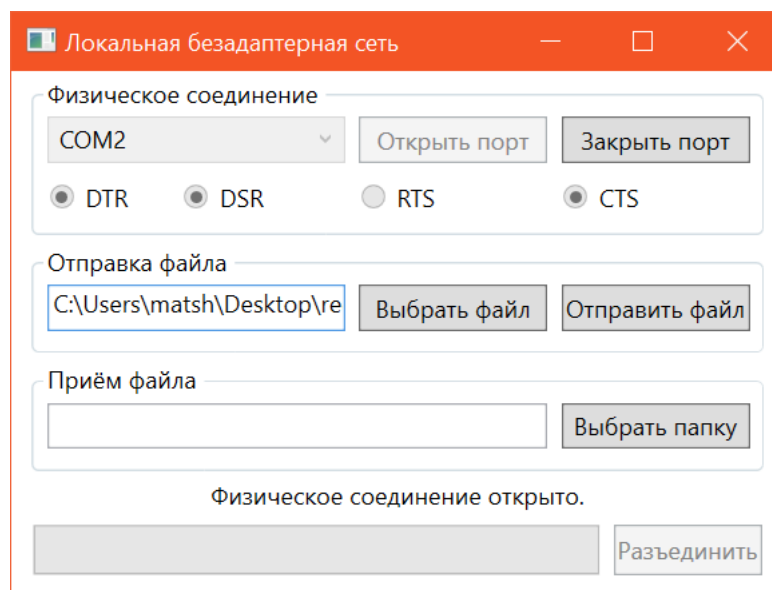 Локальная безадаптерная сеть
Физическое соединение
COM2 Открыть порт Закрыть порт
DTR DSR RTS CTS
Отправка файла
C:\Users\matsh\Desktop\re Выбрать файл Отправить файл
Приём файла
Выбрать папку
Физическое соединение открыто.
Разъединить